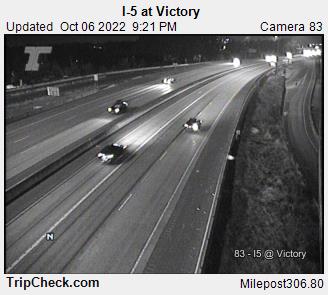 I-5 at Victory
Updated Oct 06 2022 9:21 PM Camera 83
T
N
83 - I5 @ Victory
TripCheck.com Milepost306.80